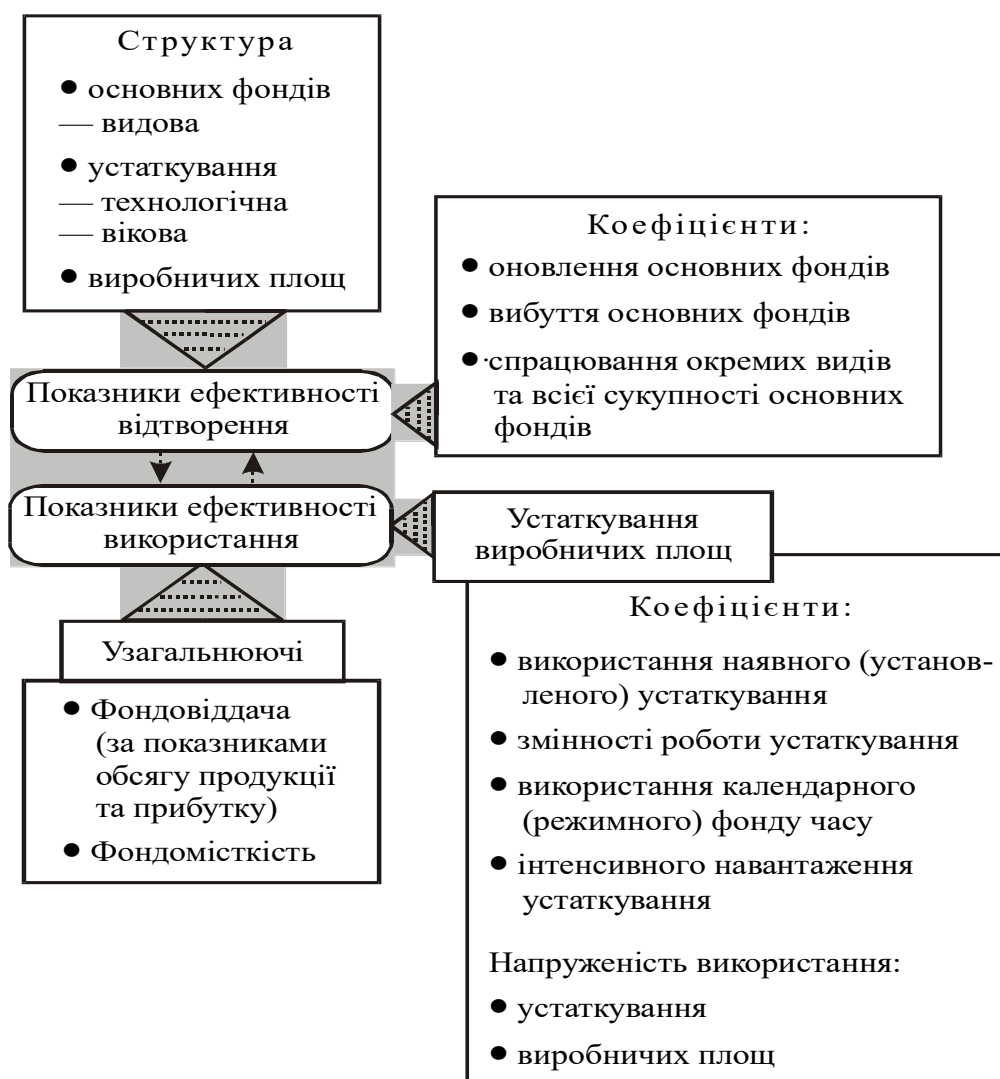 Структура
● основних фондів
— видова
● устаткування
— технологічна
— вікова
● виробничих площ
Коефіцієнти:
● оновлення основних фондів
● вибуття основних фондів
● спрацювання окремих видів
та всієї сукупності основних
фондів
Показники ефективності
відтворення
Показники ефективності
використання
Устаткування
виробничих площ
Коефіцієнти:
● використання наявного (установ-
леного) устаткування
● змінності роботи устаткування
● використання календарного
(режимного) фонду часу
● інтенсивного навантаження
устаткування
Напруженість використання:
● устаткування
● виробничих площ
Узагальнюючі
● Фондовіддача
(за показниками
обсягу продукції
та прибутку)
● Фондомісткість